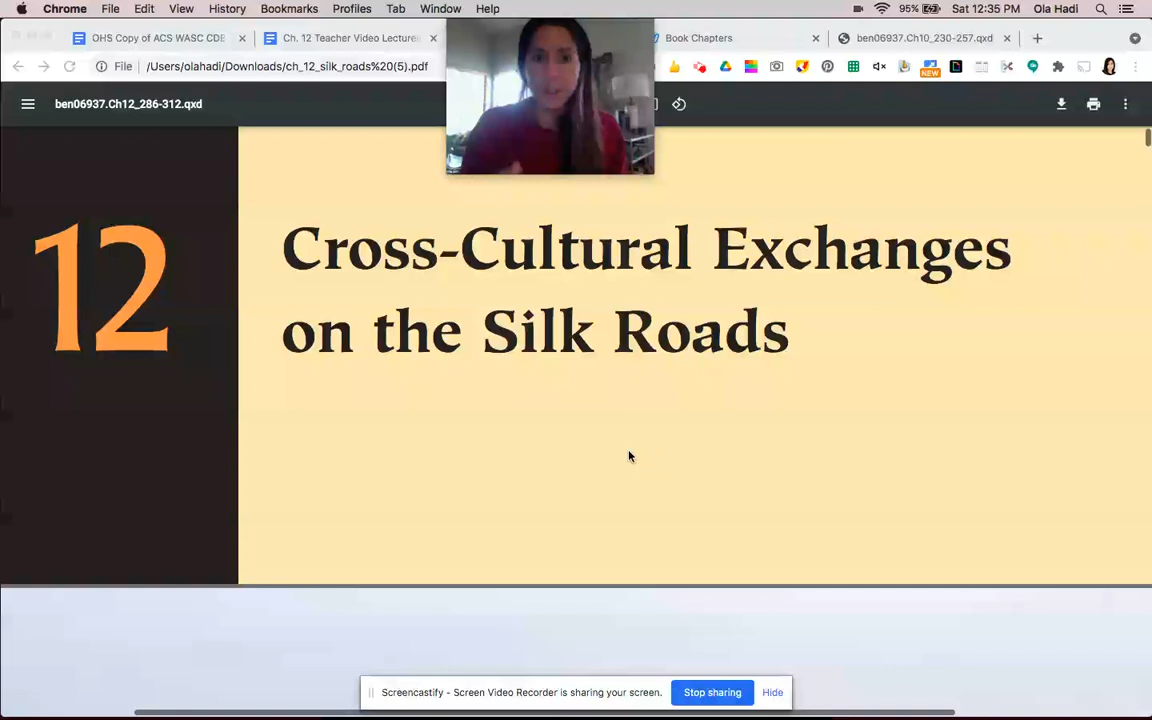 Chrome File Edit View History Bookmarks Profiles Tab Window Help 95% Sat 12:35 PM Ola Hadi
OHS Copy of ACS WASC CDE Ch. 12 Teacher Video Lecture Book Chapters ben06937.Ch10_230-257.qxd
File /Users/olahadi/Downloads/ch_12_silk_roads%20(5).pdf NEW
ben06937.Ch12_286-312.qxd
12
Cross-Cultural Exchanges
on the Silk Roads
Screencastify - Screen Video Recorder is sharing your screen. Stop sharing Hide